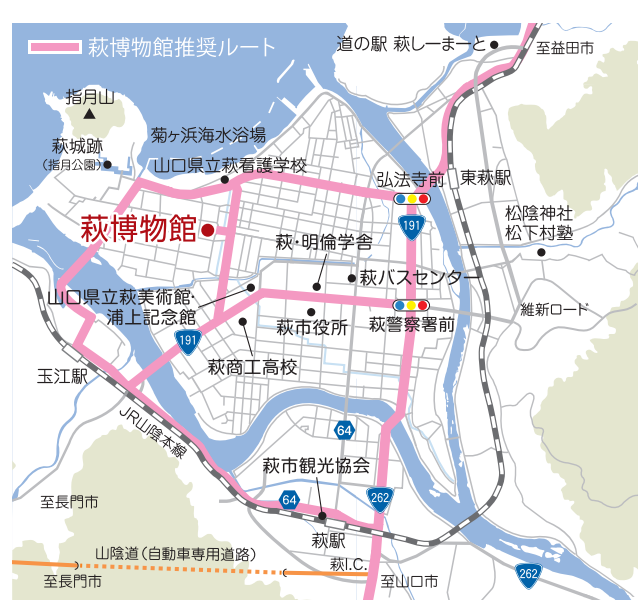 萩博物館推奨ルート
道の駅 萩しーまーと
至益田市
指月山
菊ヶ浜海水浴場
萩城跡
(指月公園)
山口県立萩看護学校
弘法寺前
東萩駅
松陰神社
松下村塾
191
萩博物館
萩・明倫学舎
萩バスセンター
山口県立萩美術館・
浦上記念館
萩市役所
萩警察署前
維新ロード
191
萩商工高校
玉江駅
JR山陰本線
64
萩市観光協会
64
262
至長門市
萩駅
山陰道(自動車専用道路)
萩I.C.
262
至長門市
至山口市